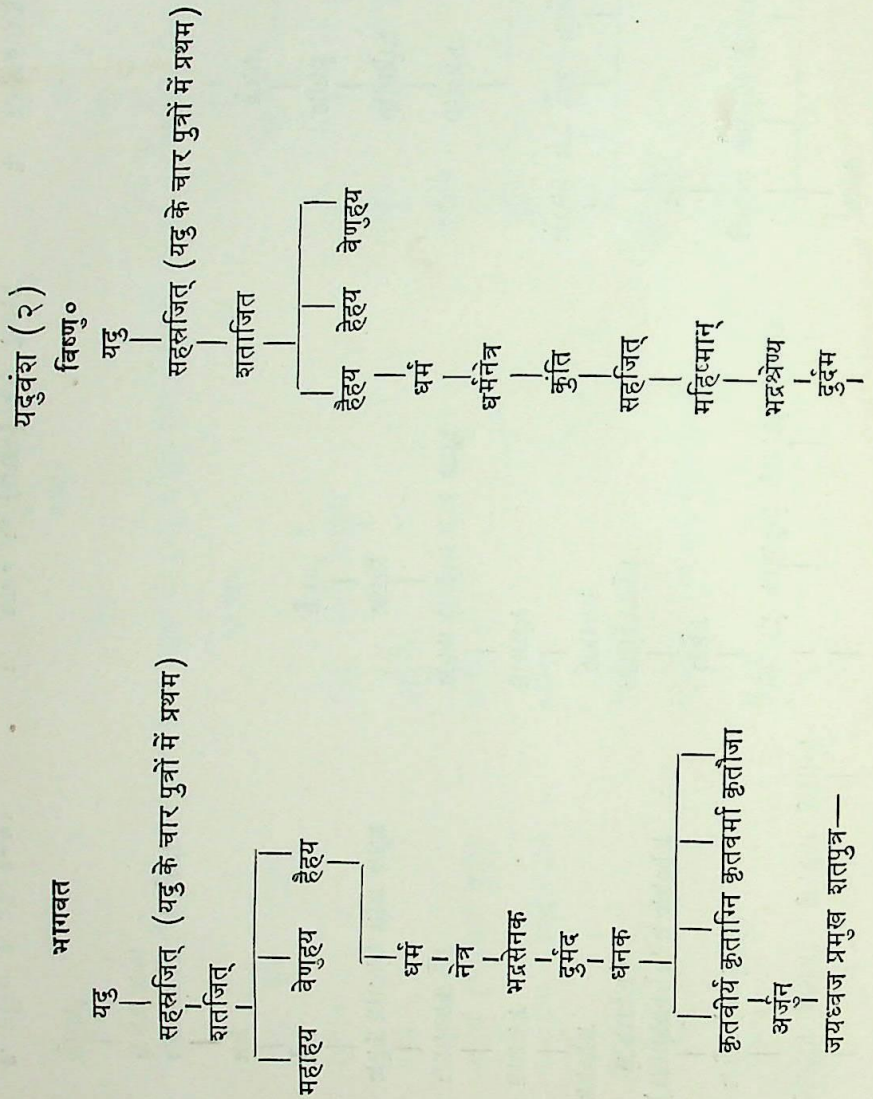 यदुवंश (२)
भागवत
यदु
सहस्रजित् (यदु के चार पुत्रों में प्रथम)
शतजित्
महाहय वेणुहय हैहय
धर्म
नेत्र
भद्रसेनक
दुर्मद
धनक
कृतवीर्य कृताग्नि कृतवर्मा कृतौजा
अर्जुन
जयध्वज प्रमुख शतपुत्र—
विष्णु०
यदु
सहस्रजित् (यदु के चार पुत्रों में प्रथम)
शताजित
हैहय हेहय वेणुहय
धर्म
धर्मनेत्र
कुंति
सहजित्
महिष्मान्
भद्रश्रेण्य
दुर्दम